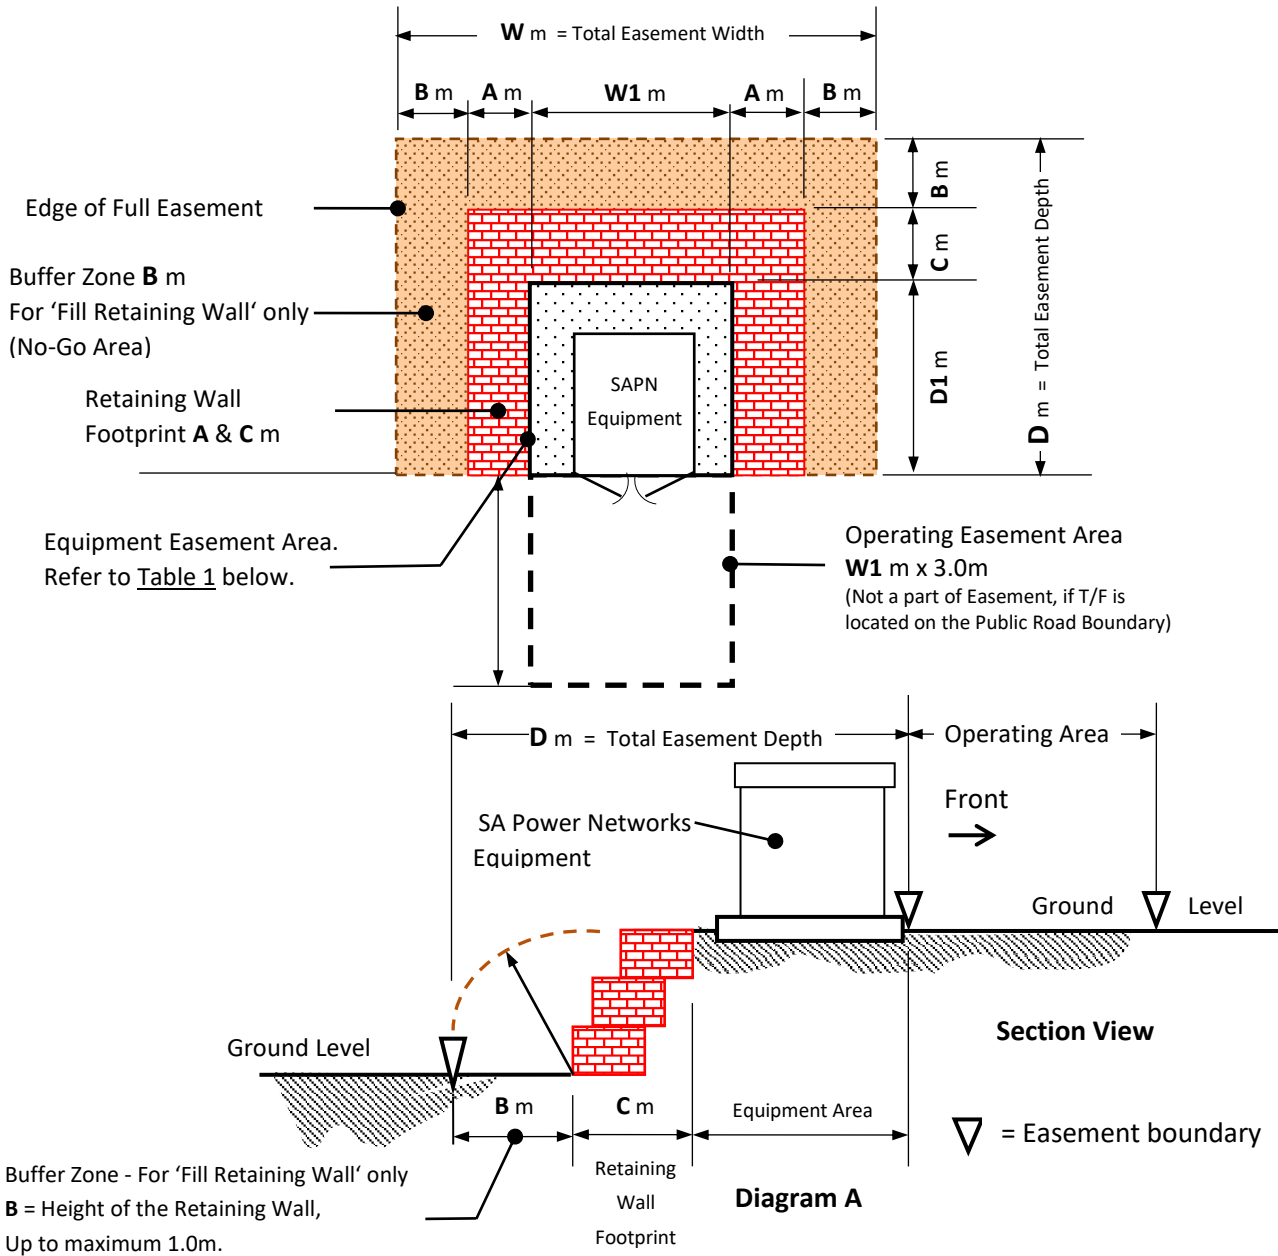 W m = Total Easement Width
B m A m W1 m A m B m
B m
C m
D1 m
D m = Total Easement Depth
Edge of Full Easement
Buffer Zone B m
For ‘Fill Retaining Wall‘ only
(No-Go Area)
Retaining Wall
Footprint A & C m
SAPN
Equipment
Equipment Easement Area.
Refer to Table 1 below.
Operating Easement Area
W1 m x 3.0m
(Not a part of Easement, if T/F is
located on the Public Road Boundary)
D m = Total Easement Depth
Operating Area
Front
SA Power Networks
Equipment
Ground Level
Ground Level
Section View
B m C m Equipment Area
= Easement boundary
Retaining
Wall
Footprint
Diagram A
Buffer Zone - For ‘Fill Retaining Wall‘ only
B = Height of the Retaining Wall,
Up to maximum 1.0m.